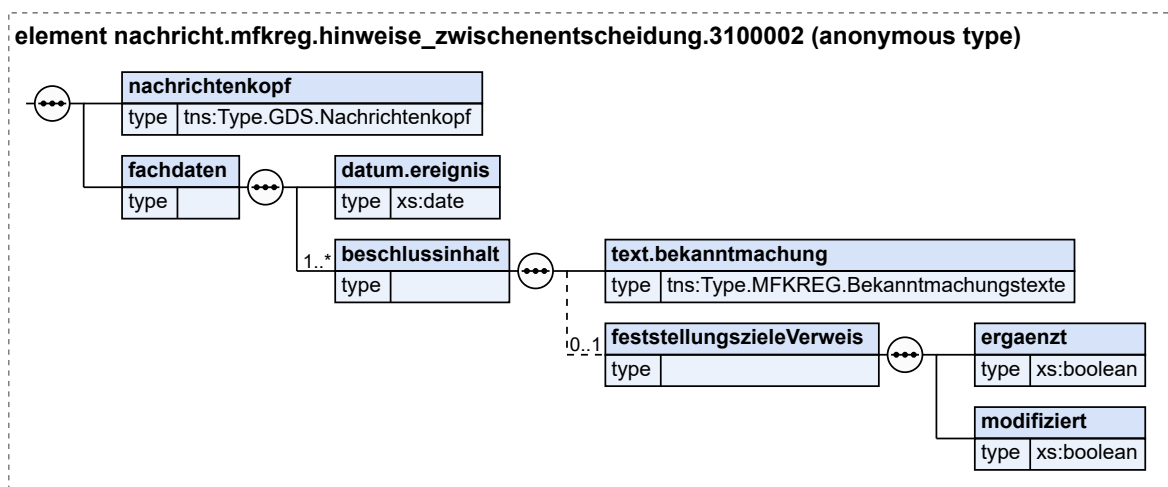 element nachricht.mfkreg.hinweise_zwischenentscheidung.3100002 (anonymous type)
nachrichtenkopf
type tns:Type.GDS.Nachrichtenkopf
fachdaten
type
datum.ereignis
type xs:date
1..*
beschlussinhalt
type
text.bekanntmachung
type tns:Type.MFKREG.Bekanntmachungstexte
0..1
feststellungszieleVerweis
type
ergaenzt
type xs:boolean
modifiziert
type xs:boolean